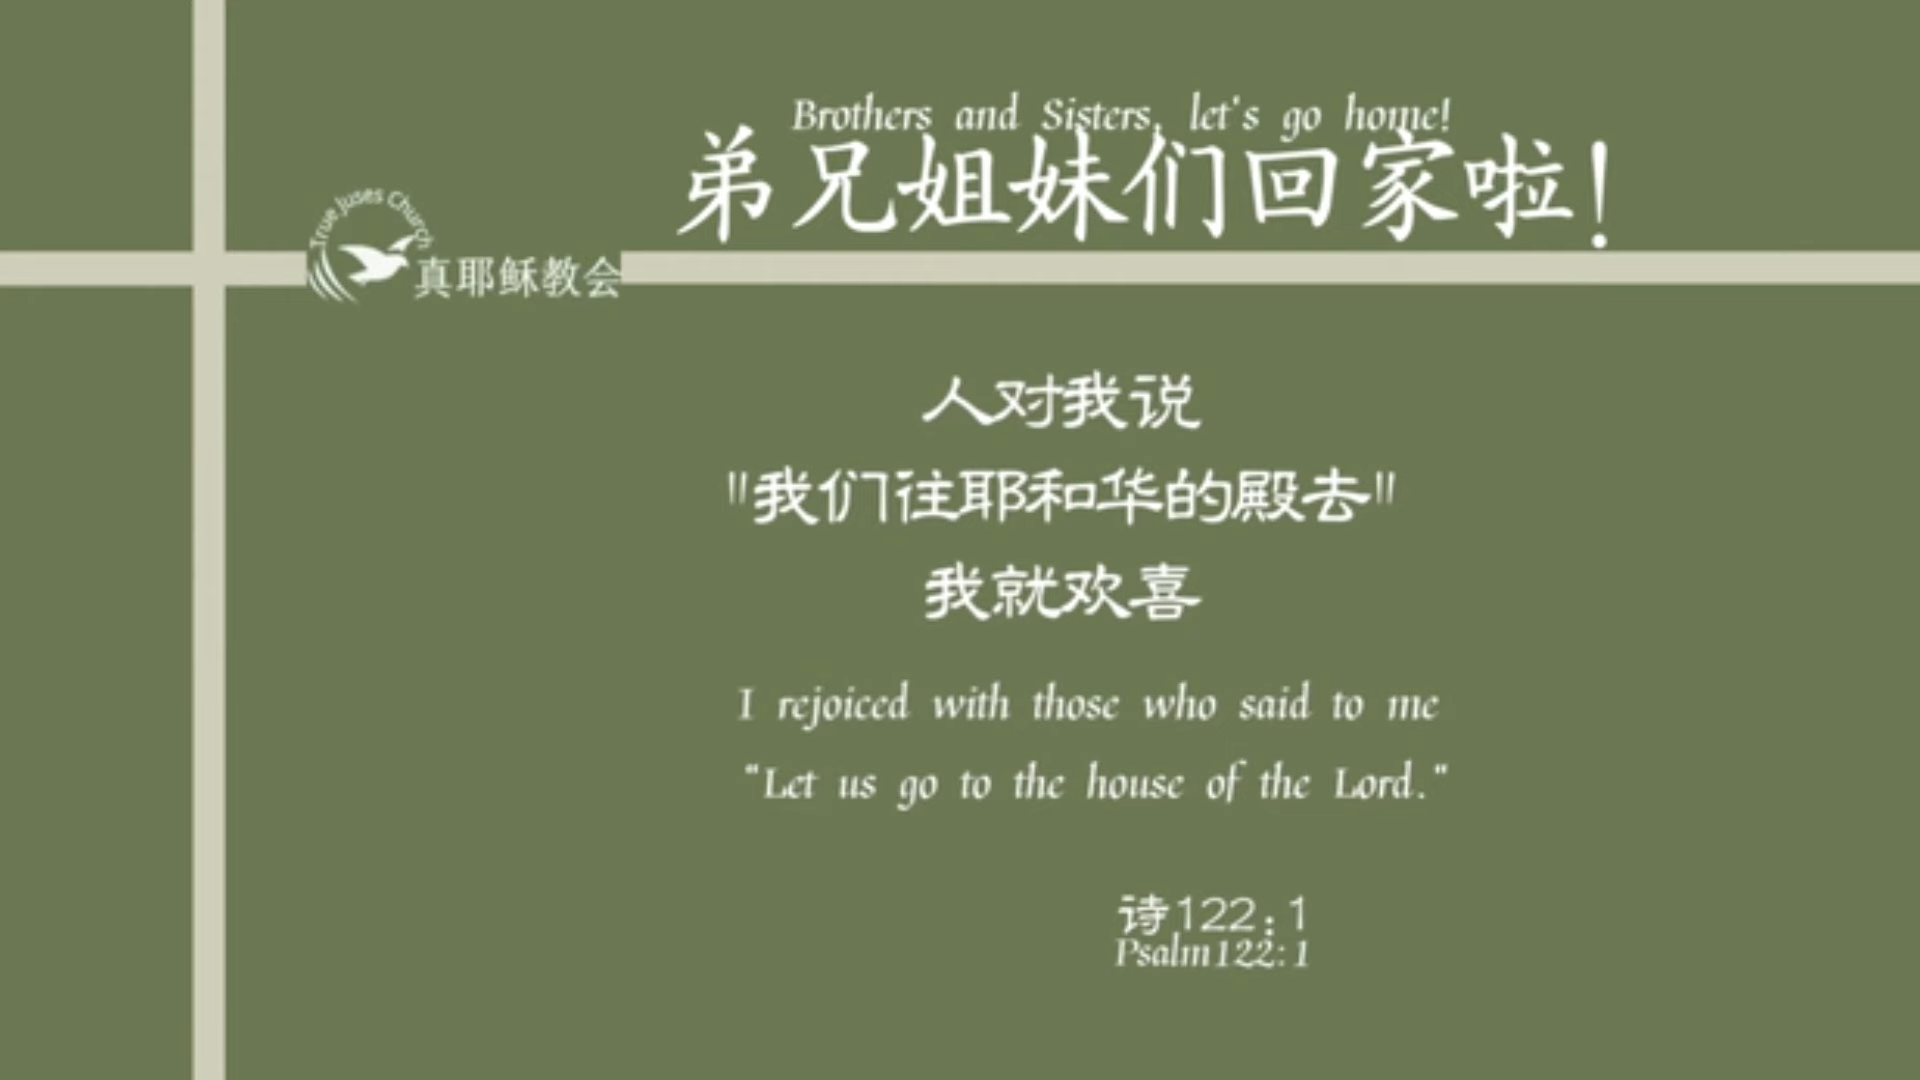 Brothers and Sisters, let's go home!
弟兄姐妹们回家啦!
True Juses Church
真耶稣教会
人对我说
"我们往耶和华的殿去"
我就欢喜
I rejoiced with those who said to me
"Let us go to the house of the Lord."
诗122:1
Psalm122:1